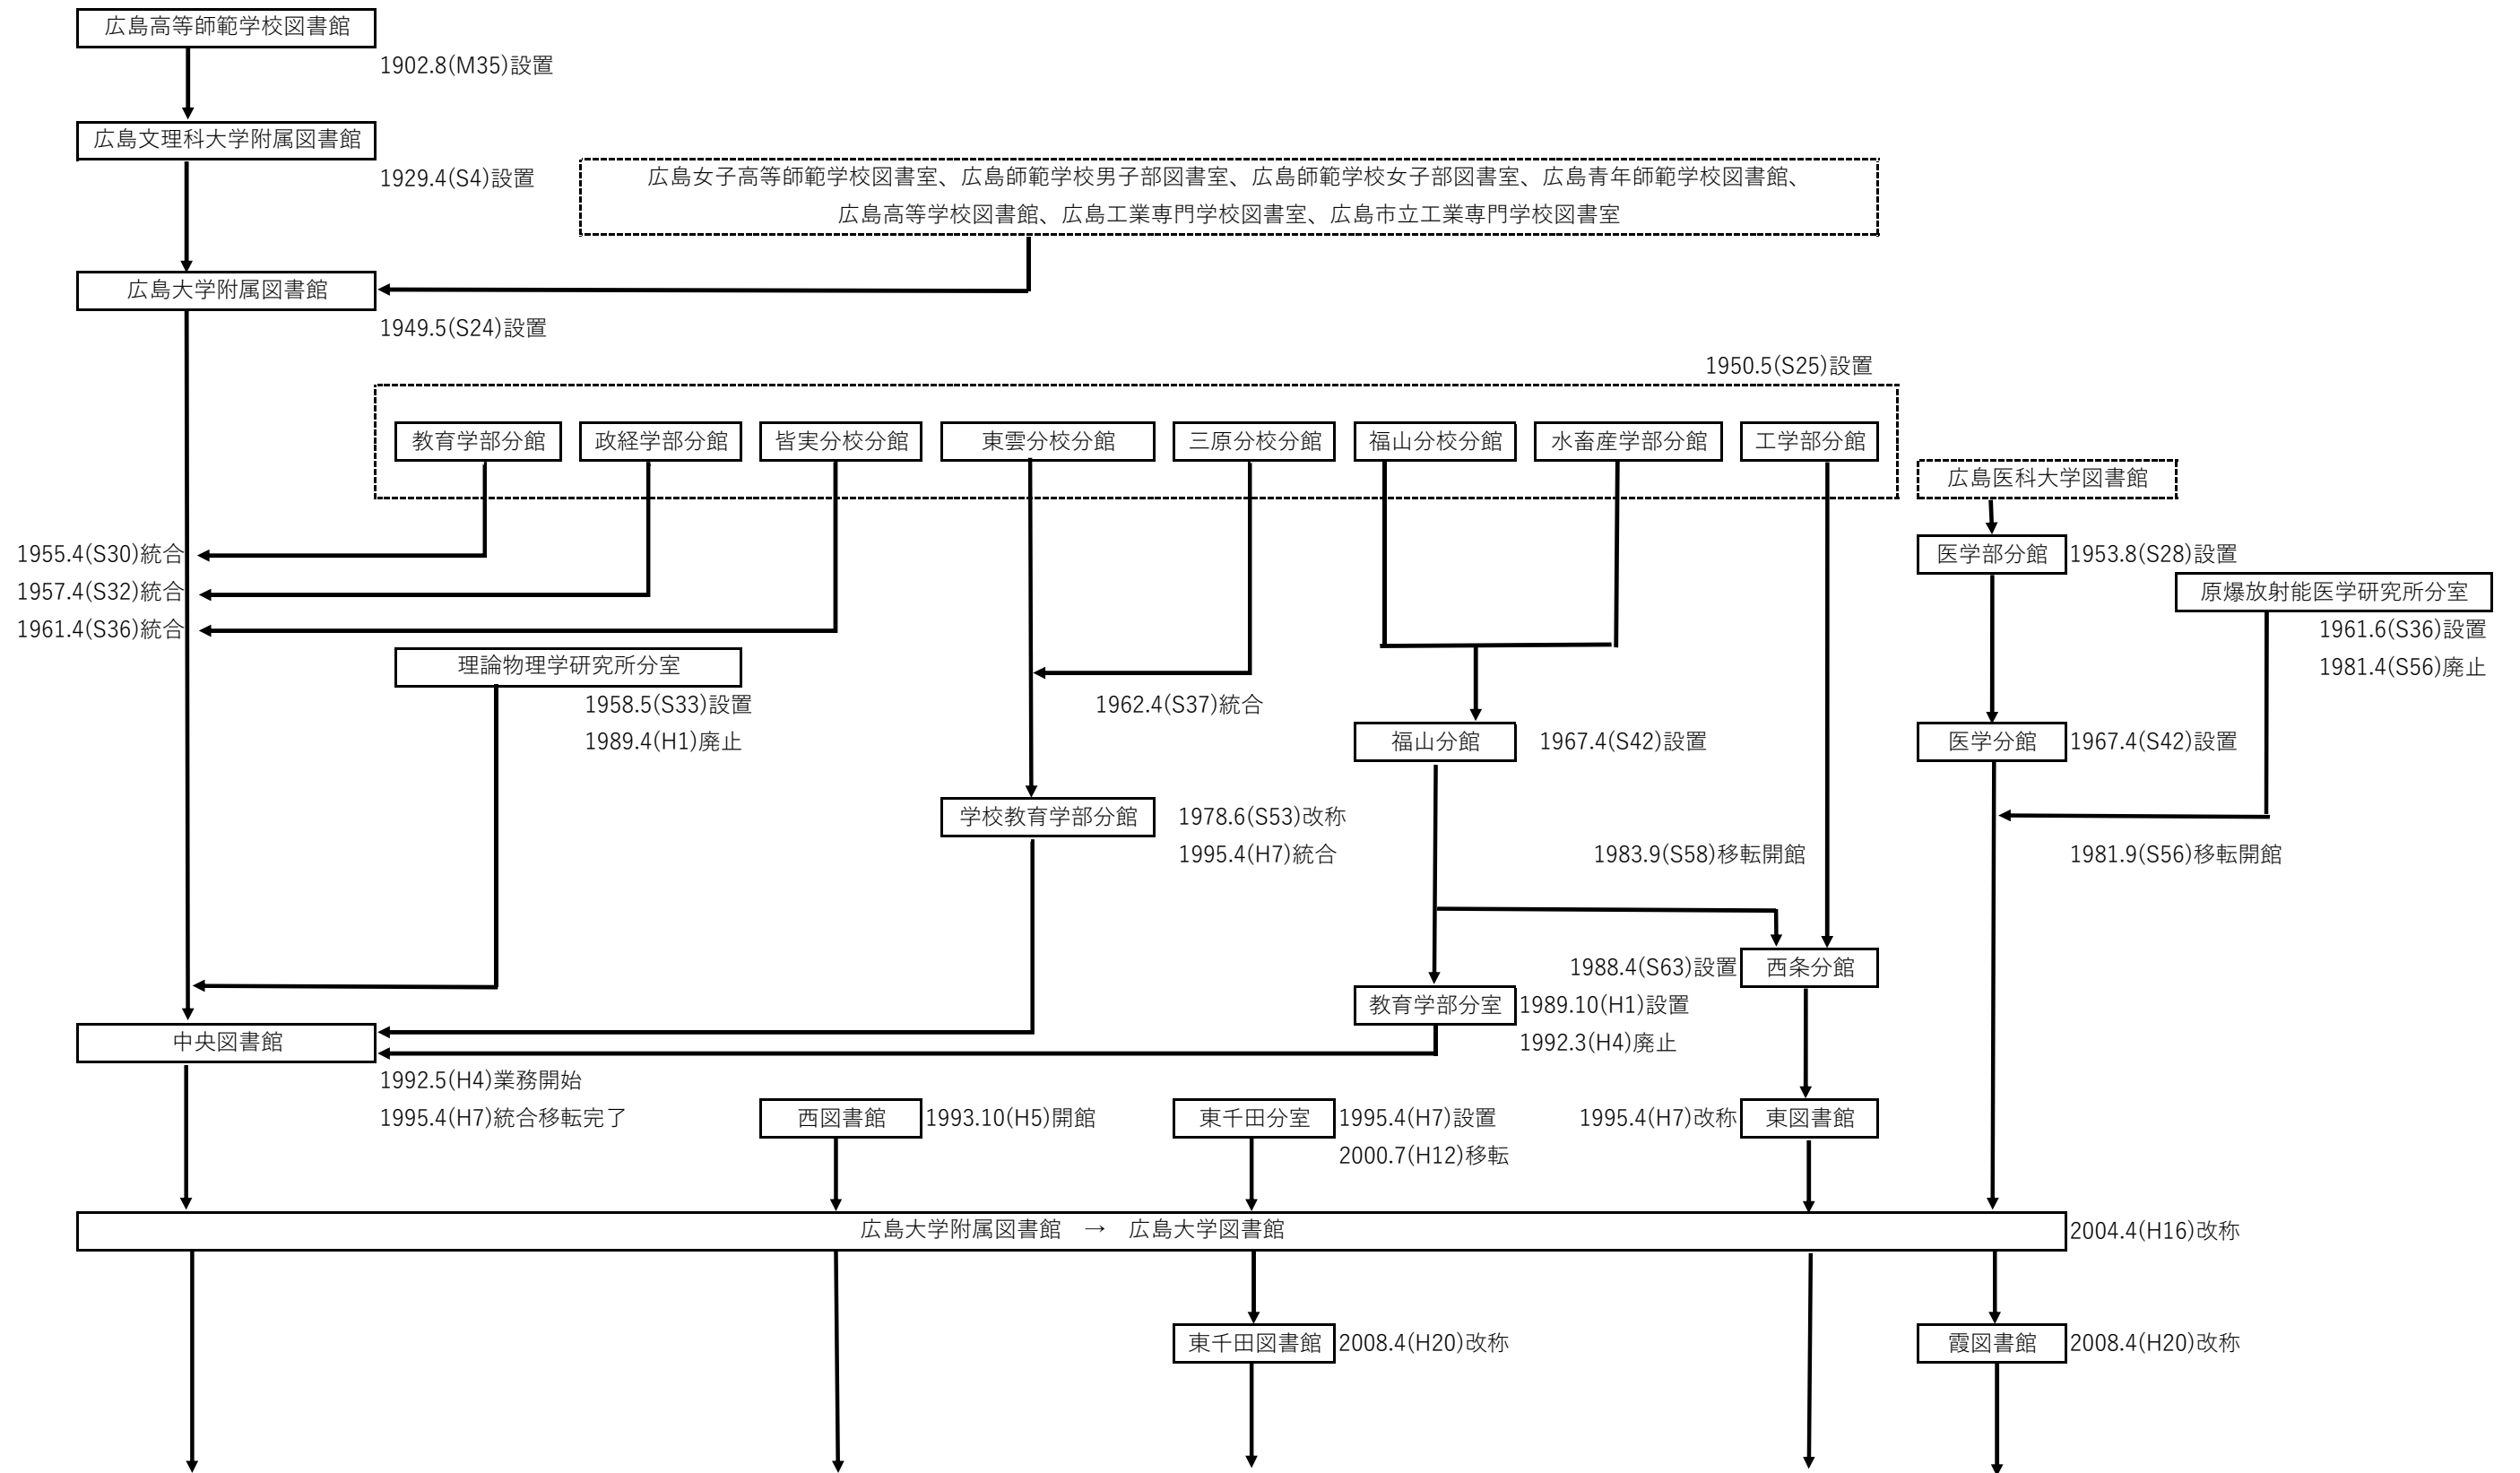 広島高等師範学校図書館
1902.8(M35)設置
広島文理科大学附属図書館
1929.4(S4)設置
広島女子高等師範学校図書室、広島師範学校男子部図書室、広島師範学校女子部図書室、広島青年師範学校図書館、
広島高等学校図書館、広島工業専門学校図書室、広島市立工業専門学校図書室
広島大学附属図書館
1949.5(S24)設置
1950.5(S25)設置
教育学部分館
政経学部分館
皆実分校分館
東雲分校分館
三原分校分館
福山分校分館
水畜産学部分館
工学部分館
広島医科大学図書館
1955.4(S30)統合
医学部分館
1953.8(S28)設置
1957.4(S32)統合
原爆放射能医学研究所分室
1961.4(S36)統合
1961.6(S36)設置
1981.4(S56)廃止
理論物理学研究所分室
1958.5(S33)設置
1989.4(H1)廃止
1962.4(S37)統合
福山分館
1967.4(S42)設置
医学分館
1967.4(S42)設置
学校教育学部分館
1978.6(S53)改称
1995.4(H7)統合
1983.9(S58)移転開館
1981.9(S56)移転開館
1988.4(S63)設置
西条分館
教育学部分室
1989.10(H1)設置
1992.3(H4)廃止
中央図書館
1992.5(H4)業務開始
1995.4(H7)統合移転完了
西図書館
1993.10(H5)開館
東千田分室
1995.4(H7)設置
2000.7(H12)移転
1995.4(H7)改称
東図書館
広島大学附属図書館　→　広島大学図書館
2004.4(H16)改称
東千田図書館
2008.4(H20)改称
霞図書館
2008.4(H20)改称